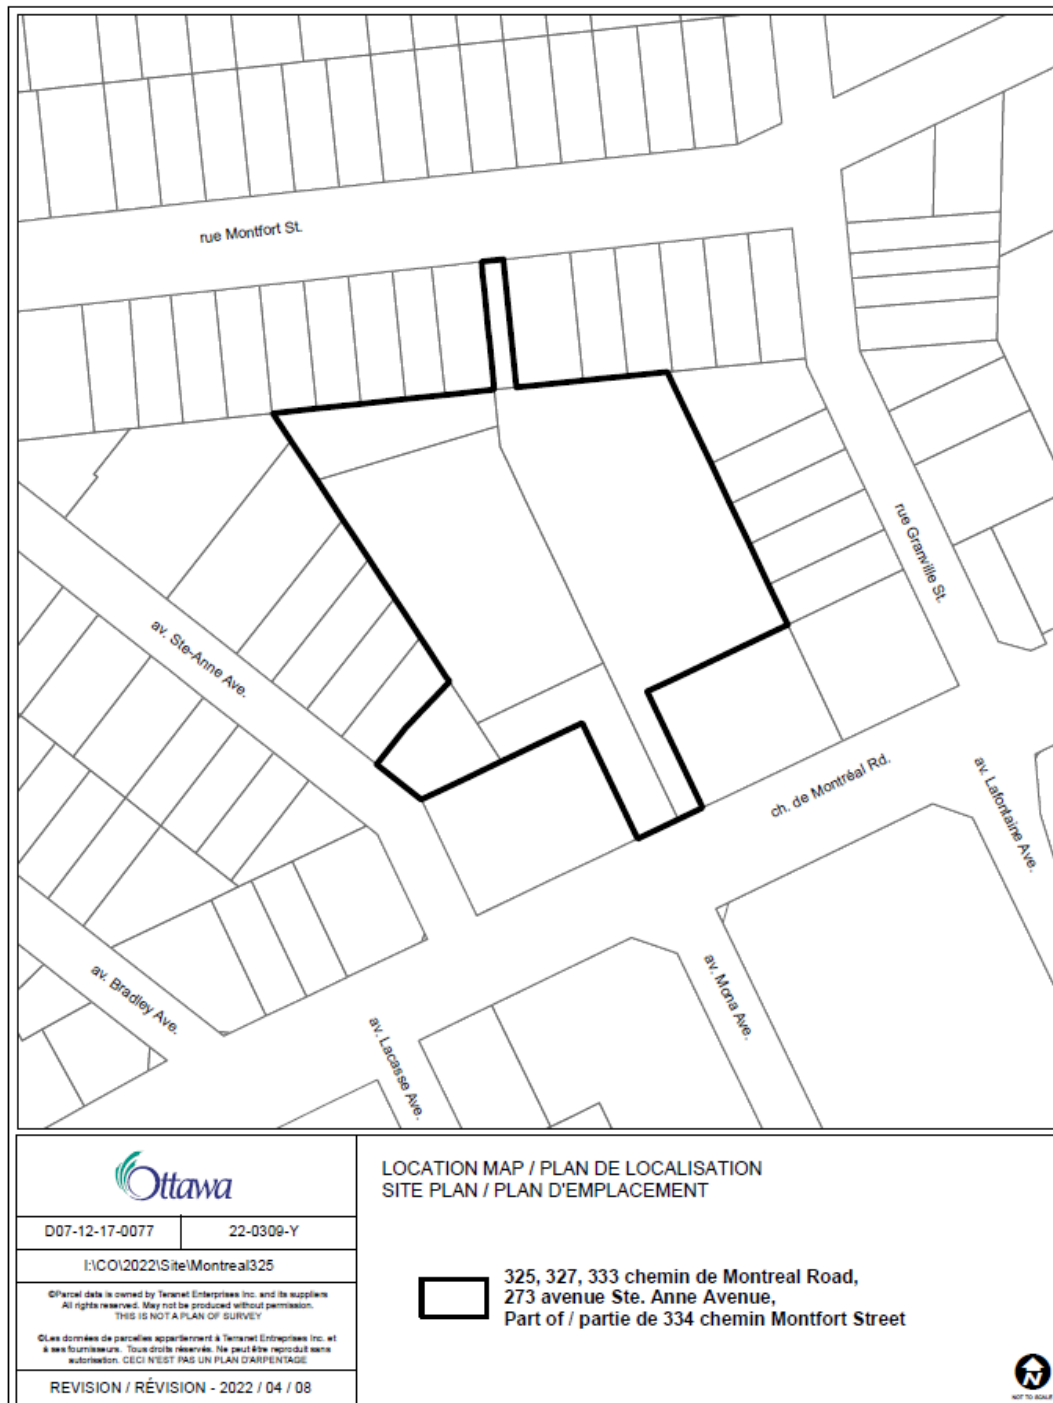 rue Montfort St.
rue Granville St.
av. Ste-Anne Ave.
ch. de Montréal Rd.
av. Lafontaine Ave.
av. Bradley Ave.
av. Mona Ave.
av. Lacasse Ave.
Ottawa
D07-12-17-0077
22-0309-Y
I:\CO\2022\Site\Montreal325
©Parcel data is owned by Teranet Enterprises Inc. and its suppliers
All rights reserved. May not be produced without permission.
THIS IS NOT A PLAN OF SURVEY
©Les données de parcelles appartiennent à Terranet Entreprises Inc. et
à ses fournisseurs. Tous droits réservés. Ne peut être reproduit sans
autorisation. CECI N'EST PAS UN PLAN D'ARPENTAGE
REVISION / RÉVISION - 2022 / 04 / 08
LOCATION MAP / PLAN DE LOCALISATION
SITE PLAN / PLAN D'EMPLACEMENT
325, 327, 333 chemin de Montreal Road,
273 avenue Ste. Anne Avenue,
Part of / partie de 334 chemin Montfort Street
N
NOT TO SCALE